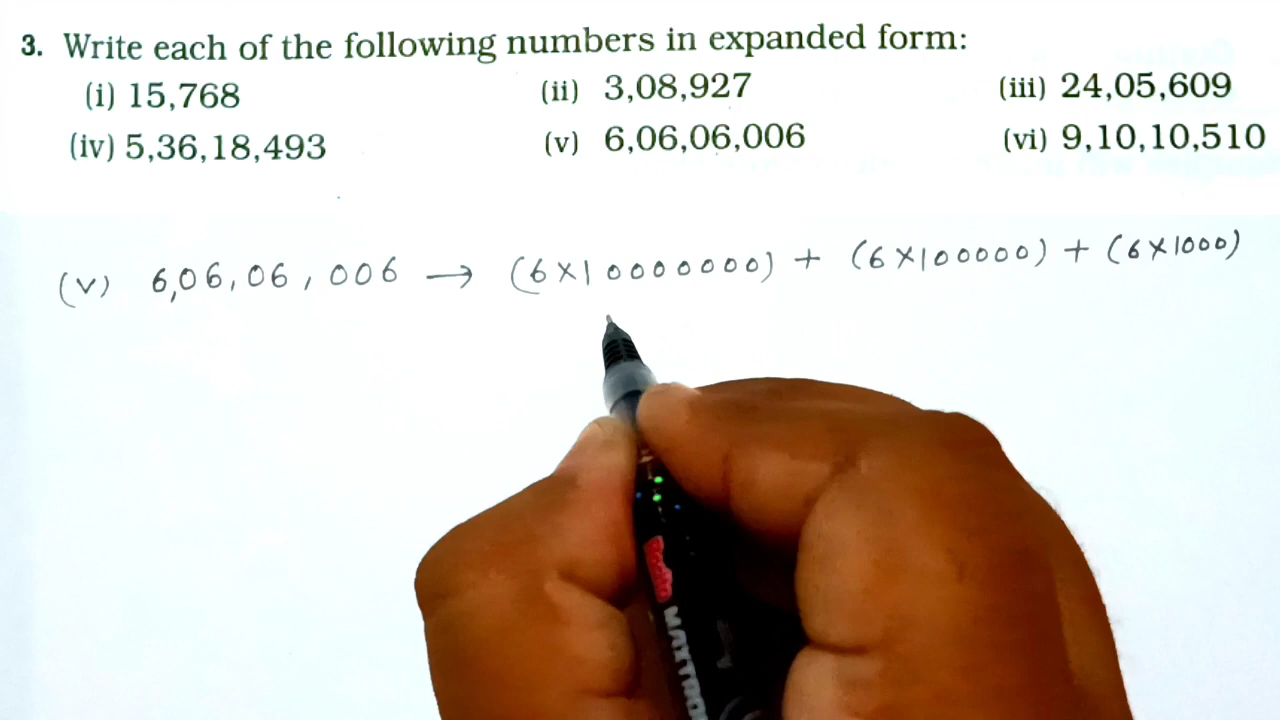 3. Write each of the following numbers in expanded form:
(i) 15,768 (ii) 3,08,927 (iii) 24,05,609
(iv) 5,36,18,493 (v) 6,06,06,006 (vi) 9,10,10,510
(v) 6,06,06,006 → (6×10000000) + (6×100000) + (6×1000)